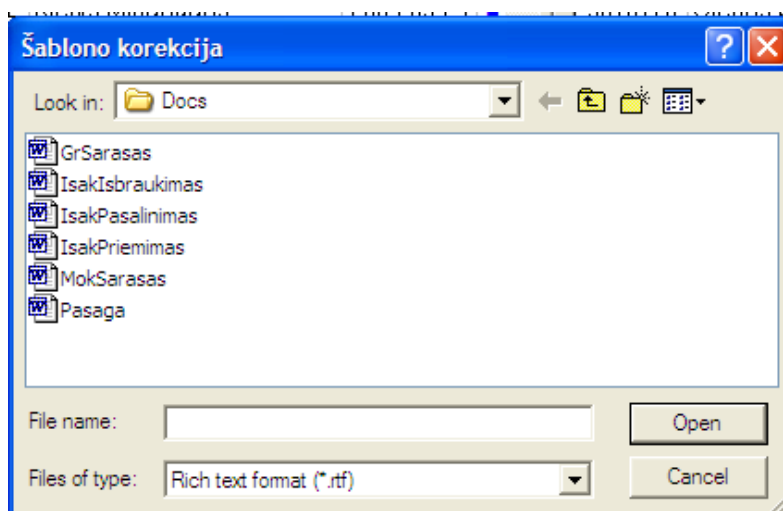 Šablono korekcija
Look in: Docs
GrSarasas
IsakIsbraukimas
IsakPasalinimas
IsakPriemimas
MokSarasas
Pasaga
File name: Open
Files of type: Rich text format (*.rtf) Cancel